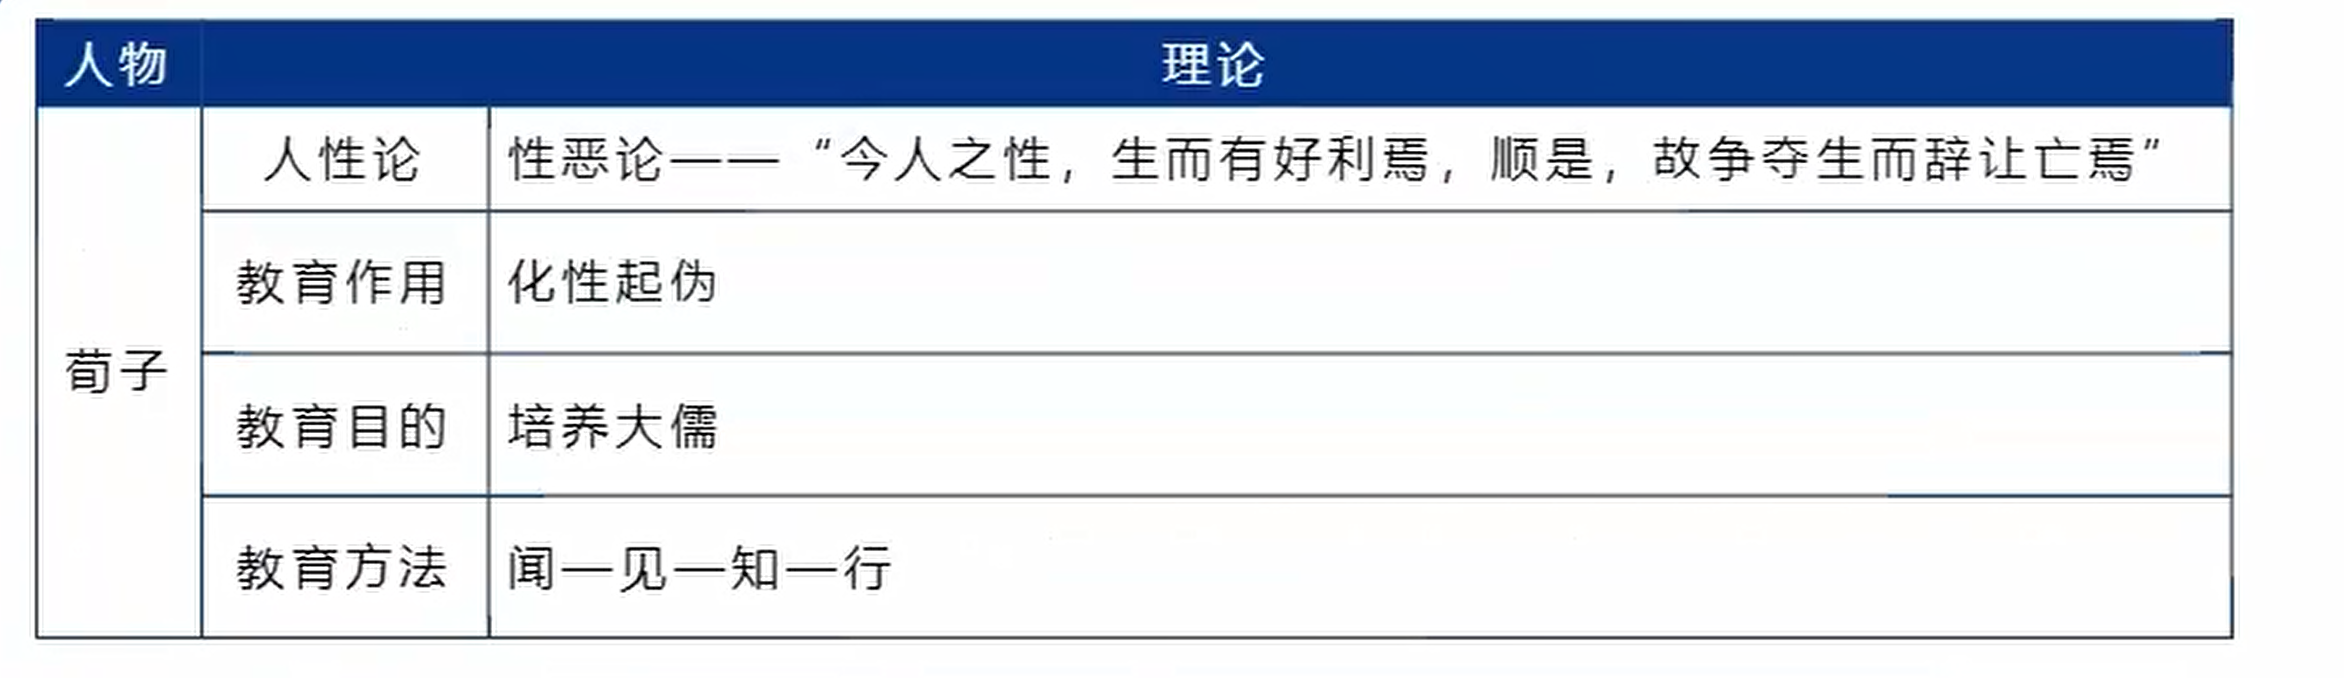 人物 理论
人性论 性恶论——“今人之性，生而有好利焉，顺是，故争夺生而辞让亡焉”
教育作用 化性起伪
荀子
教育目的 培养大儒
教育方法 闻—见—知—行